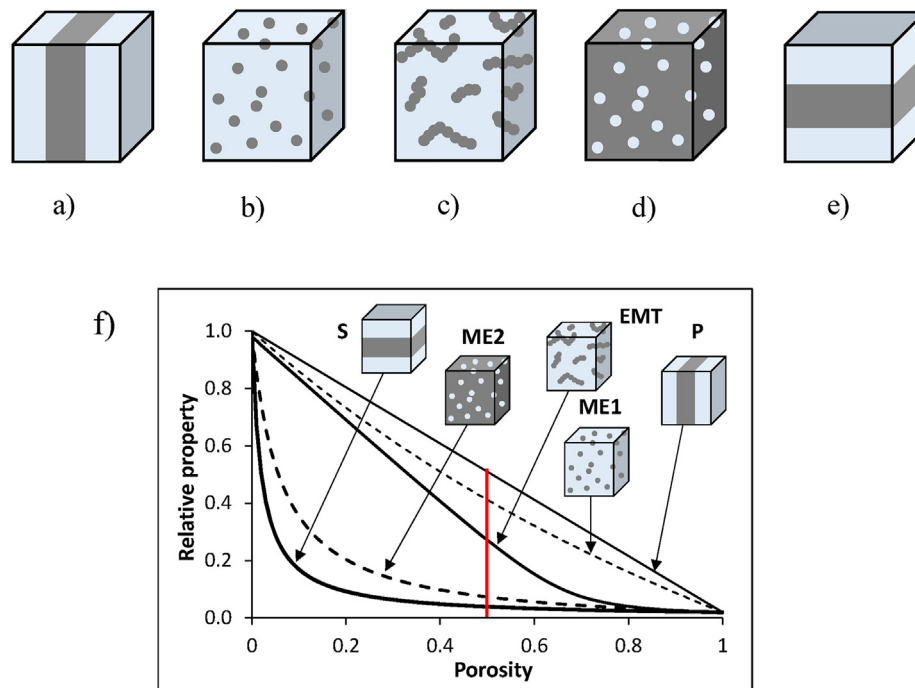 a)
b)
c)
d)
e)
f)
S
ME2
EMT
P
ME1
1.0
0.8
0.6
0.4
0.2
0.0
Relative property
0
0.2
0.4
0.6
0.8
1
Porosity